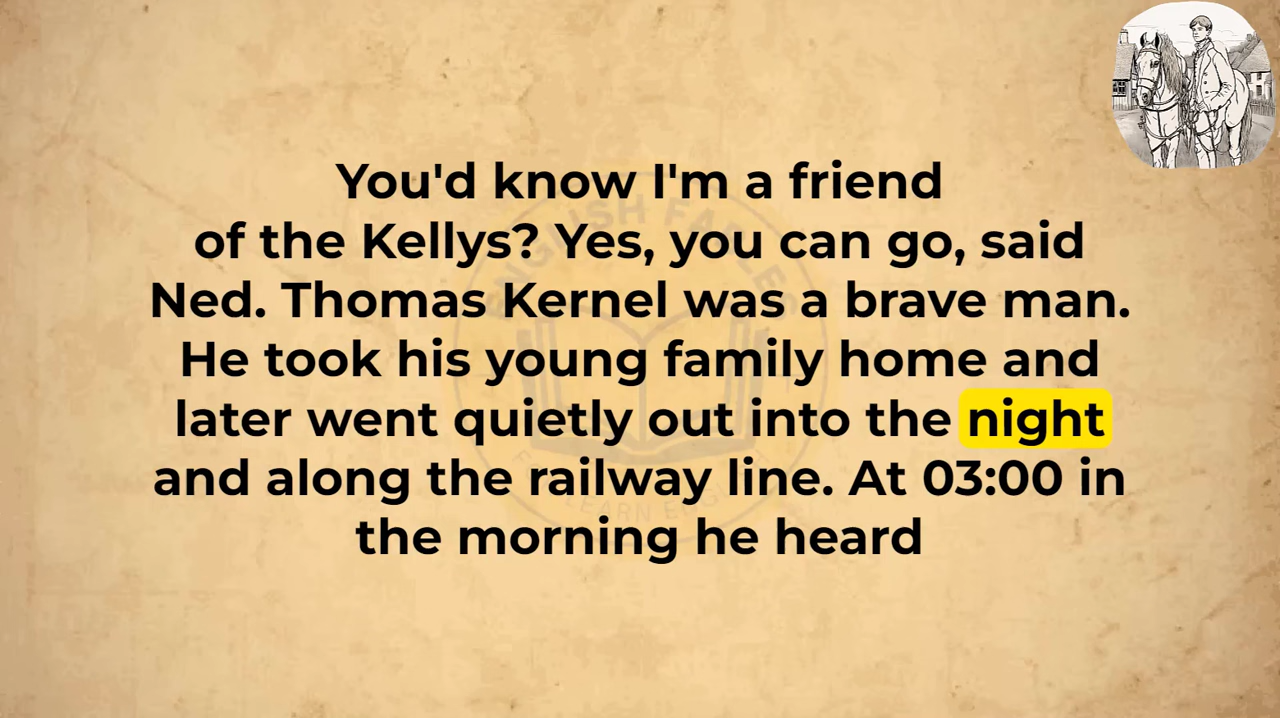 You'd know I'm a friend
of the Kellys? Yes, you can go, said
Ned. Thomas Kernel was a brave man.
He took his young family home and
later went quietly out into the night
and along the railway line. At 03:00 in
the morning he heard